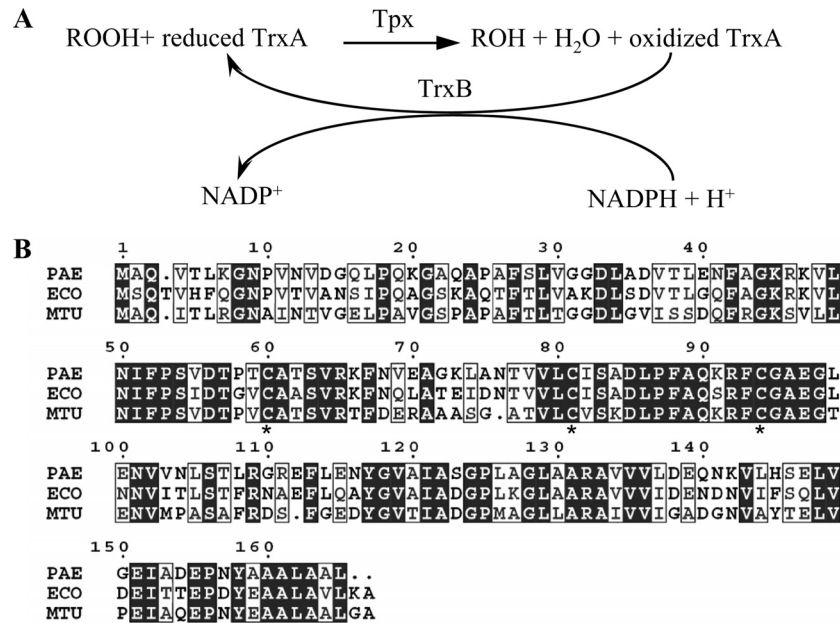 A
Tpx
ROOH+ reduced TrxA ROH + H₂O + oxidized TrxA
TrxB
NADP⁺ NADPH + H⁺
B
1 10 20 30 40
PAE MAQ.VTLKGNPVNVDGQLPQKGAQAPAFSLVGGDLADVTLENFAGKRKVL
ECO MSQTVHFQGNPVTVANSIPQAGSKAQTFTLVAKDLSDVTLGQFAGKRKVL
MTU MAQ.ITLRGNAINTVGELPAVGSPAPAFTLTGGDLGVISSDQFRGKSVLL
50 60 70 80 90
PAE NIFPSVDTPTCATSVRKFNVEAGKLANTVVLCISADLPFAQKRFCGAEGL
ECO NIFPSIDTGVCAASVRKFNQLATEIDNTVVLCISADLPFAQSRFCGAEGL
MTU NIFPSVDTPVCATSVRTFDERAAASG.ATVLCVSKDLPFAQKRFCGAEGT
* * *
100 110 120 130 140
PAE ENVVNLSTLRGREFLENYGVAIASGPLAGLAARAVVVLDEQNKVLHSELV
ECO NNVITLSTFRNAEFLQAYGVAIADGPLKGLAARAVVVIDENDNVIFSQLV
MTU ENVMPASAFRDS.FGEDYGVTIADGPMAGLLARAIVVIGADGNVAYTELV
150 160
PAE GEIADEPNYAAALAAL..
ECO DEITTEPDYEAALAVLKA
MTU PEIAQEPNYEAALAALGA